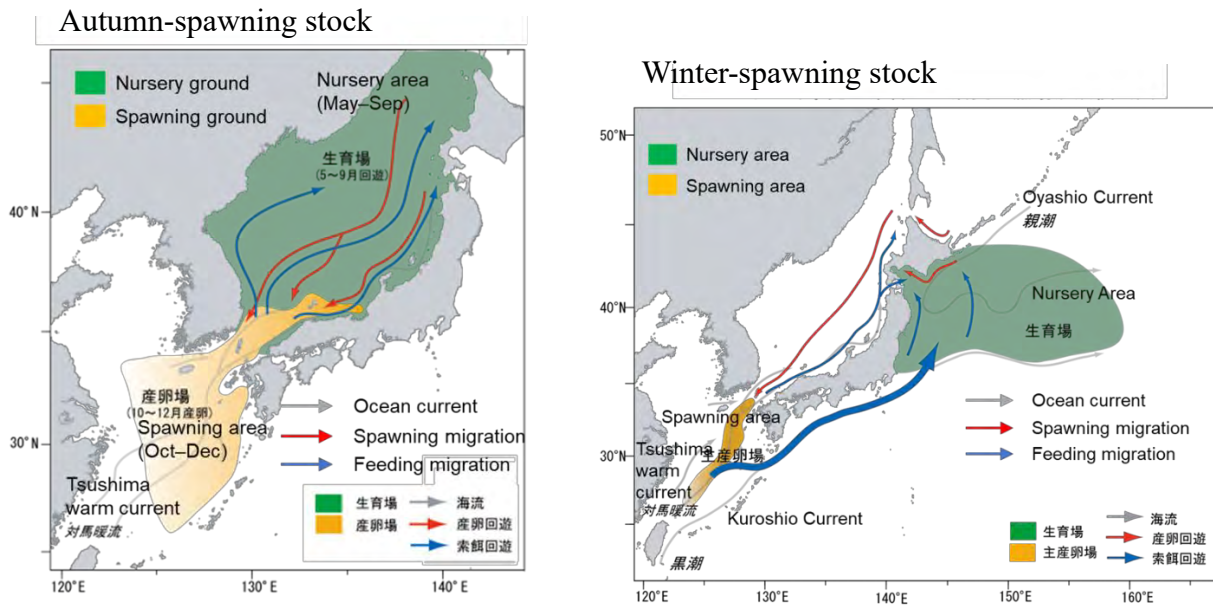 Autumn-spawning stock
Nursery ground
Spawning ground
Nursery area
(May–Sep)
生育場
(5～9月回遊)
40°N
30°N
産卵場
(10～12月産卵)
Spawning area
(Oct–Dec)
Tsushima
warm current
対馬暖流
Ocean current
Spawning migration
Feeding migration
生育場
海流
産卵場
産卵回遊
索餌回遊
120°E
130°E
140°E
Winter-spawning stock
50°N
Nursery area
Spawning area
Oyashio Current
親潮
40°N
Nursery Area
生育場
Ocean current
Spawning migration
Feeding migration
Spawning area
主産卵場
30°N
Tsushima
warm
current
対馬暖流
Kuroshio Current
黒潮
生育場
海流
主産卵場
産卵回遊
索餌回遊
120°E
130°E
140°E
150°E
160°E